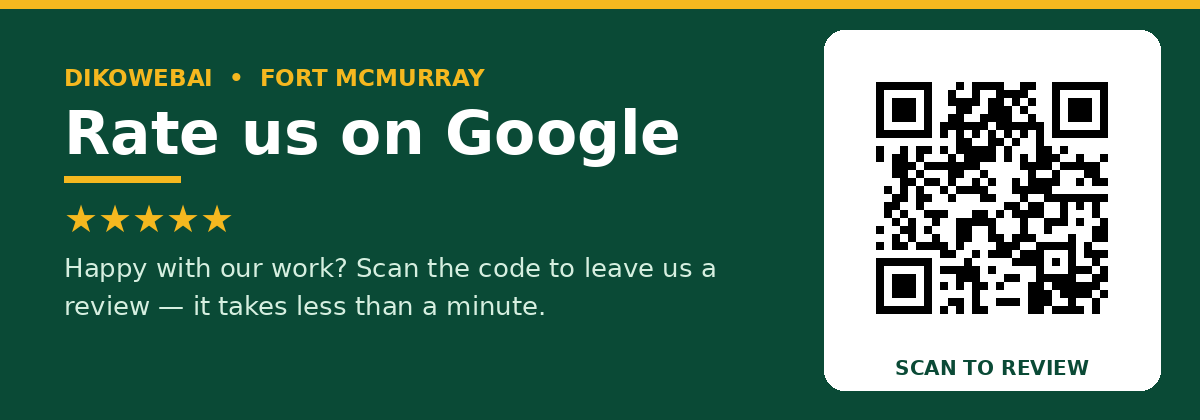 DIKOWEBAI • FORT MCMURRAY
Rate us on Google
★★★★★
Happy with our work? Scan the code to leave us a
review — it takes less than a minute.
SCAN TO REVIEW